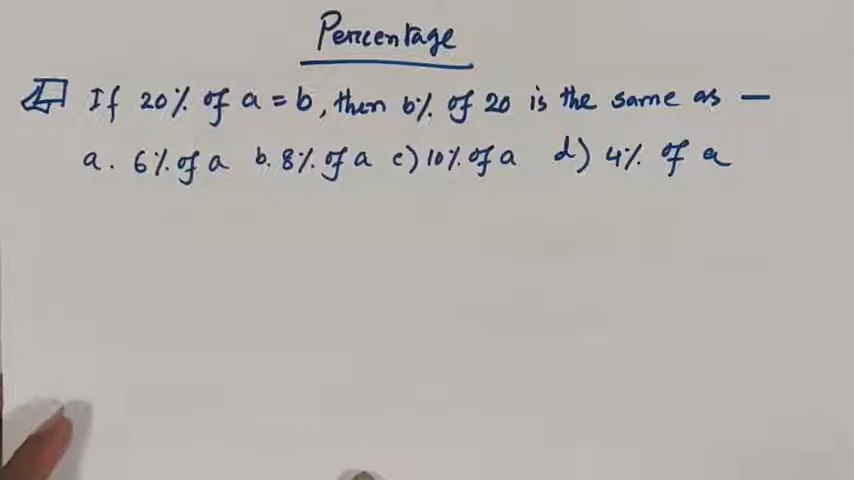 Percentage
If 20% of a = b, then b% of 20 is the same as —
a. 6% of a b. 8% of a c) 10% of a d) 4% of a